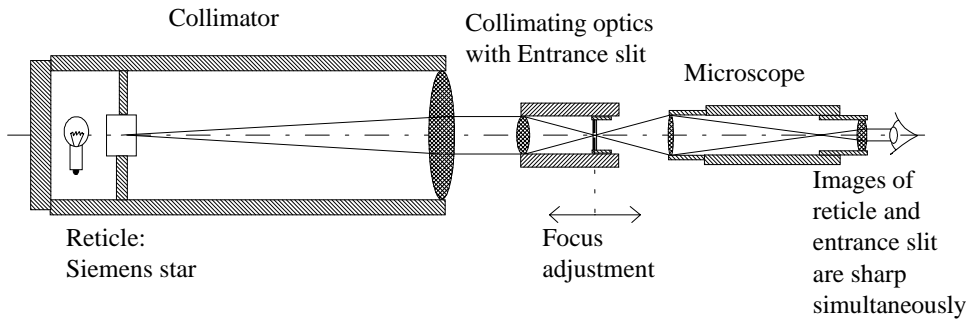 Collimator
Collimating optics
with Entrance slit
Microscope
Reticle:
Siemens star
Focus
adjustment
Images of
reticle and
entrance slit
are sharp
simultaneously